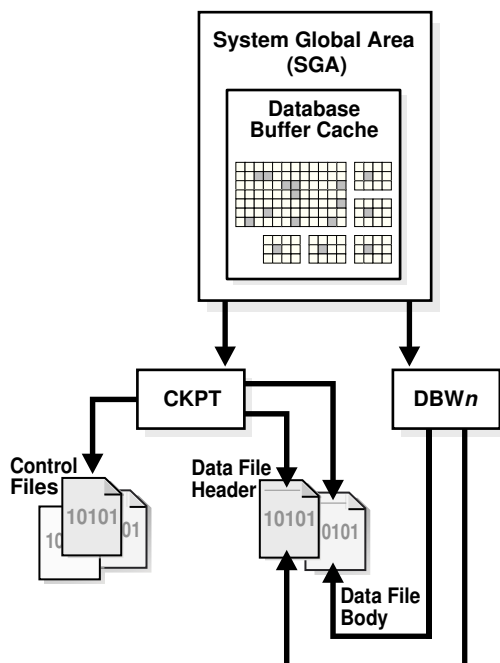 System Global Area
(SGA)
Database
Buffer Cache
CKPT
DBWn
Control
Files
Data File
Header
10101
10
01
10101
0101
Data File
Body